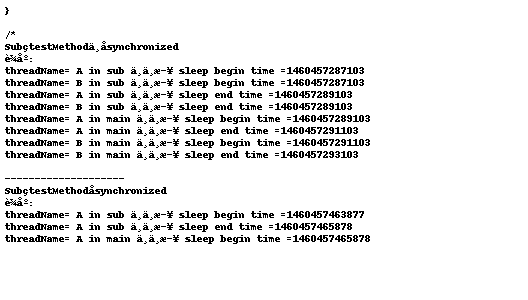 }
/*
SubçtestMethodä¸åsynchronized
è¾åº:
threadName= A in sub ä¸ä¸æ­¥ sleep begin time =1460457287103
threadName= B in sub ä¸ä¸æ­¥ sleep begin time =1460457287103
threadName= A in sub ä¸ä¸æ­¥ sleep end time =1460457289103
threadName= B in sub ä¸ä¸æ­¥ sleep end time =1460457289103
threadName= A in main ä¸ä¸æ­¥ sleep begin time =1460457289103
threadName= A in main ä¸ä¸æ­¥ sleep end time =1460457291103
threadName= B in main ä¸ä¸æ­¥ sleep begin time =1460457291103
threadName= B in main ä¸ä¸æ­¥ sleep end time =1460457293103
--------------------
SubçtestMethodåsynchronized
è¾åº:
threadName= A in sub ä¸ä¸æ­¥ sleep begin time =1460457463877
threadName= A in sub ä¸ä¸æ­¥ sleep end time =1460457465878
threadName= A in main ä¸ä¸æ­¥ sleep begin time =1460457465878